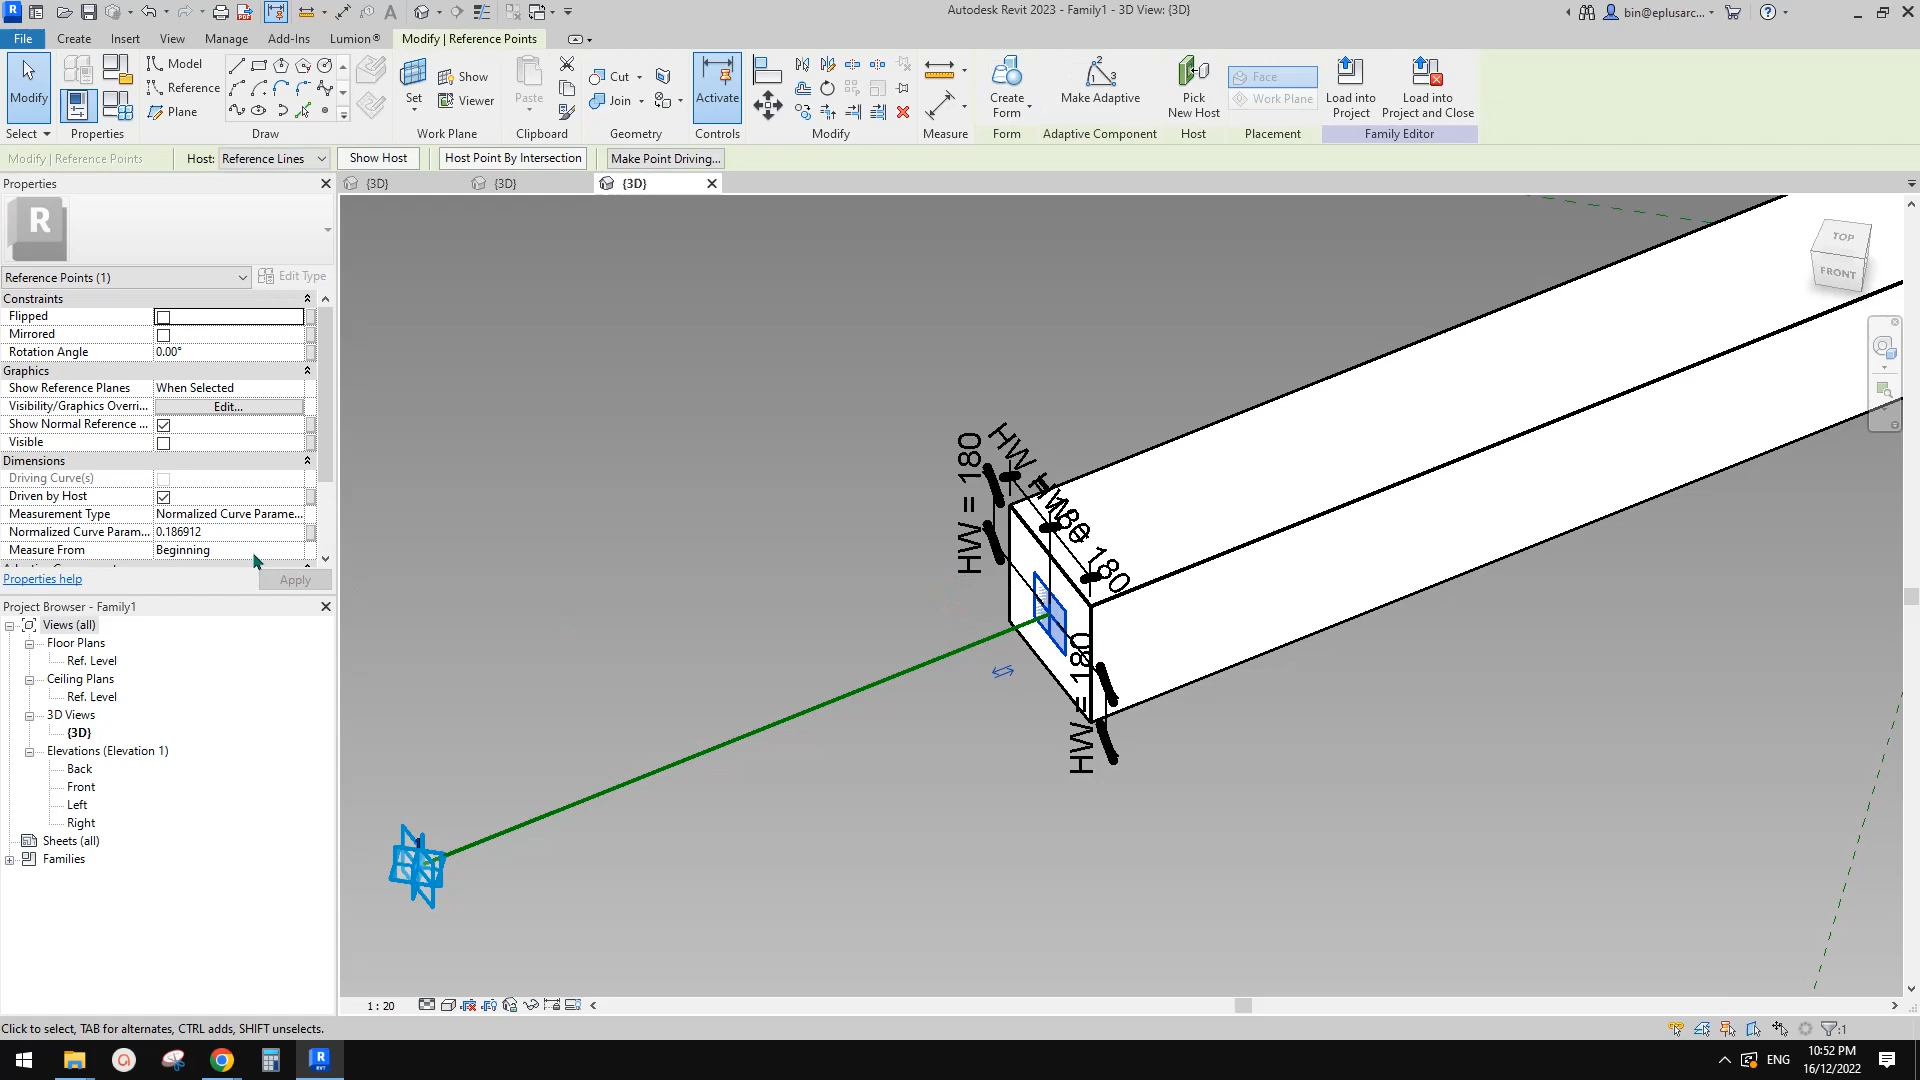 Autodesk Revit 2023 - Family1 - 3D View: {3D}
bin@eplusarc...
File Create Insert View Manage Add-Ins Lumion® Modify | Reference Points
Modify
Select
Properties
Model
Reference
Plane
Draw
Set
Show
Viewer
Work Plane
Paste
Clipboard
Cut
Join
Geometry
Activate
Controls
Modify
Measure
Create
Form
Form
Make Adaptive
Adaptive Component
Pick
New Host
Host
Face
Work Plane
Placement
Load into
Project
Load into
Project and Close
Family Editor
Modify | Reference Points
Host: Reference Lines
Show Host
Host Point By Intersection
Make Point Driving...
Properties
{3D}
{3D}
{3D}
R
Reference Points (1)
Edit Type
Constraints
Flipped
Mirrored
Rotation Angle 0.00°
Graphics
Show Reference Planes When Selected
Visibility/Graphics Overri... Edit...
Show Normal Reference ...
Visible
Dimensions
Driving Curve(s)
Driven by Host
Measurement Type Normalized Curve Parame...
Normalized Curve Param... 0.186912
Measure From Beginning
Properties help
Apply
Project Browser - Family1
Views (all)
Floor Plans
Ref. Level
Ceiling Plans
Ref. Level
3D Views
{3D}
Elevations (Elevation 1)
Back
Front
Left
Right
Sheets (all)
Families
TOP
FRONT
HW = 180
HW
HW
180
180
HW = 180
1 : 20
Click to select, TAB for alternates, CTRL adds, SHIFT unselects.
:1
ENG
10:52 PM
16/12/2022